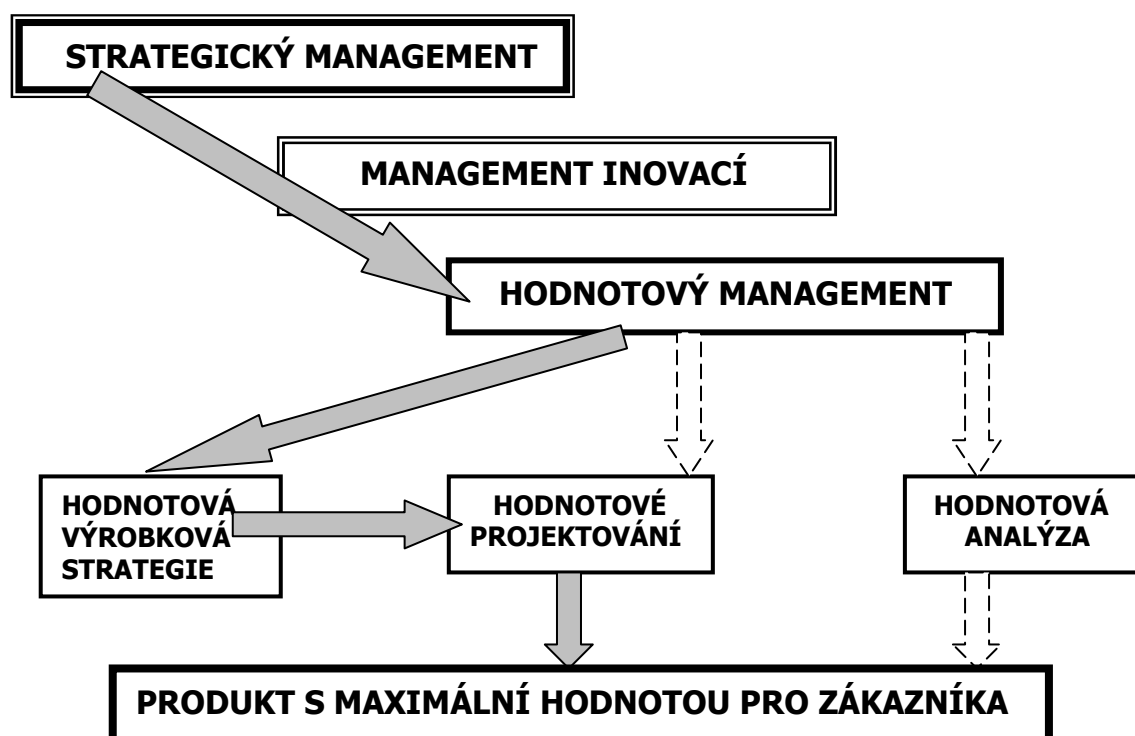 STRATEGICKÝ MANAGEMENT
MANAGEMENT INOVACÍ
HODNOTOVÝ MANAGEMENT
HODNOTOVÁ
VÝROBKOVÁ
STRATEGIE
HODNOTOVÉ
PROJEKTOVÁNÍ
HODNOTOVÁ
ANALÝZA
PRODUKT S MAXIMÁLNÍ HODNOTOU PRO ZÁKAZNÍKA